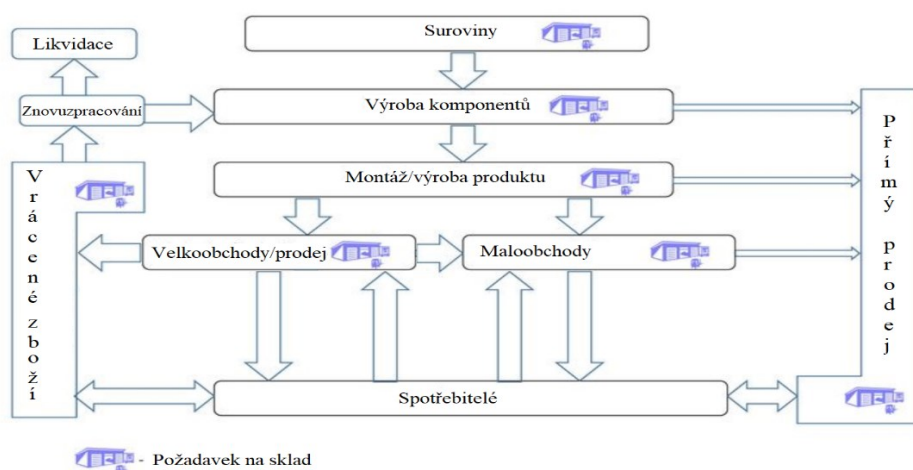 Suroviny
Likvidace
Znovuzpracování
Výroba komponentů
Montáž/výroba produktu
Velkoobchody/prodej
Maloobchody
Vrácené zboží
Přímý prodej
Spotřebitelé
- Požadavek na sklad